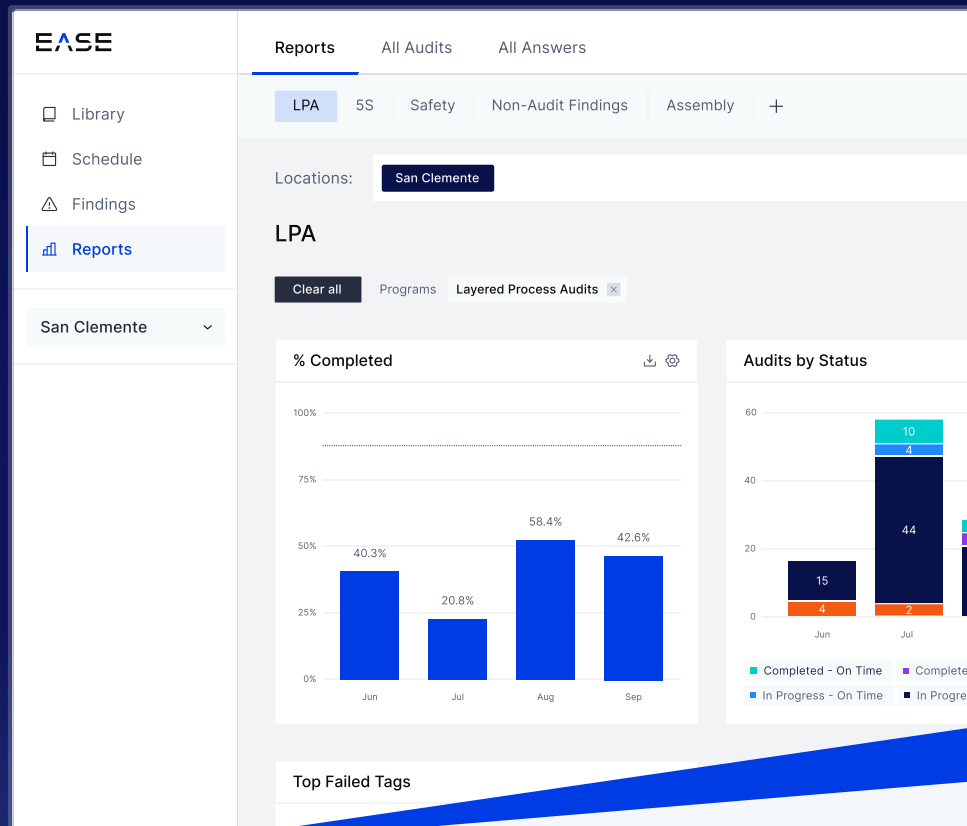 EASE
Library
Schedule
Findings
Reports
San Clemente
Reports All Audits All Answers
LPA 5S Safety Non-Audit Findings Assembly +
Locations: San Clemente
LPA
Clear all Programs Layered Process Audits ×
% Completed
100%
75%
50%
25%
0%
40.3%
20.8%
58.4%
42.6%
Jun Jul Aug Sep
Audits by Status
60
40
20
0
15
4
10
4
44
2
Jun Jul
Completed - On Time Complete
In Progress - On Time In Progre
Top Failed Tags